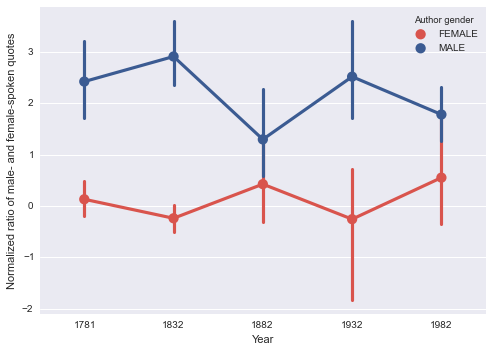 Author gender
FEMALE
MALE
Normalized ratio of male- and female-spoken quotes
3
2
1
0
−1
−2
1781
1832
1882
1932
1982
Year